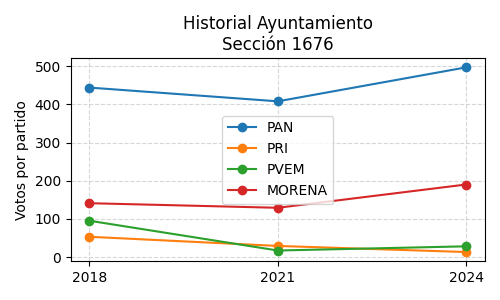 Historial Ayuntamiento
Sección 1676
Votos por partido
500
400
300
200
100
0
PAN
PRI
PVEM
MORENA
2018
2021
2024